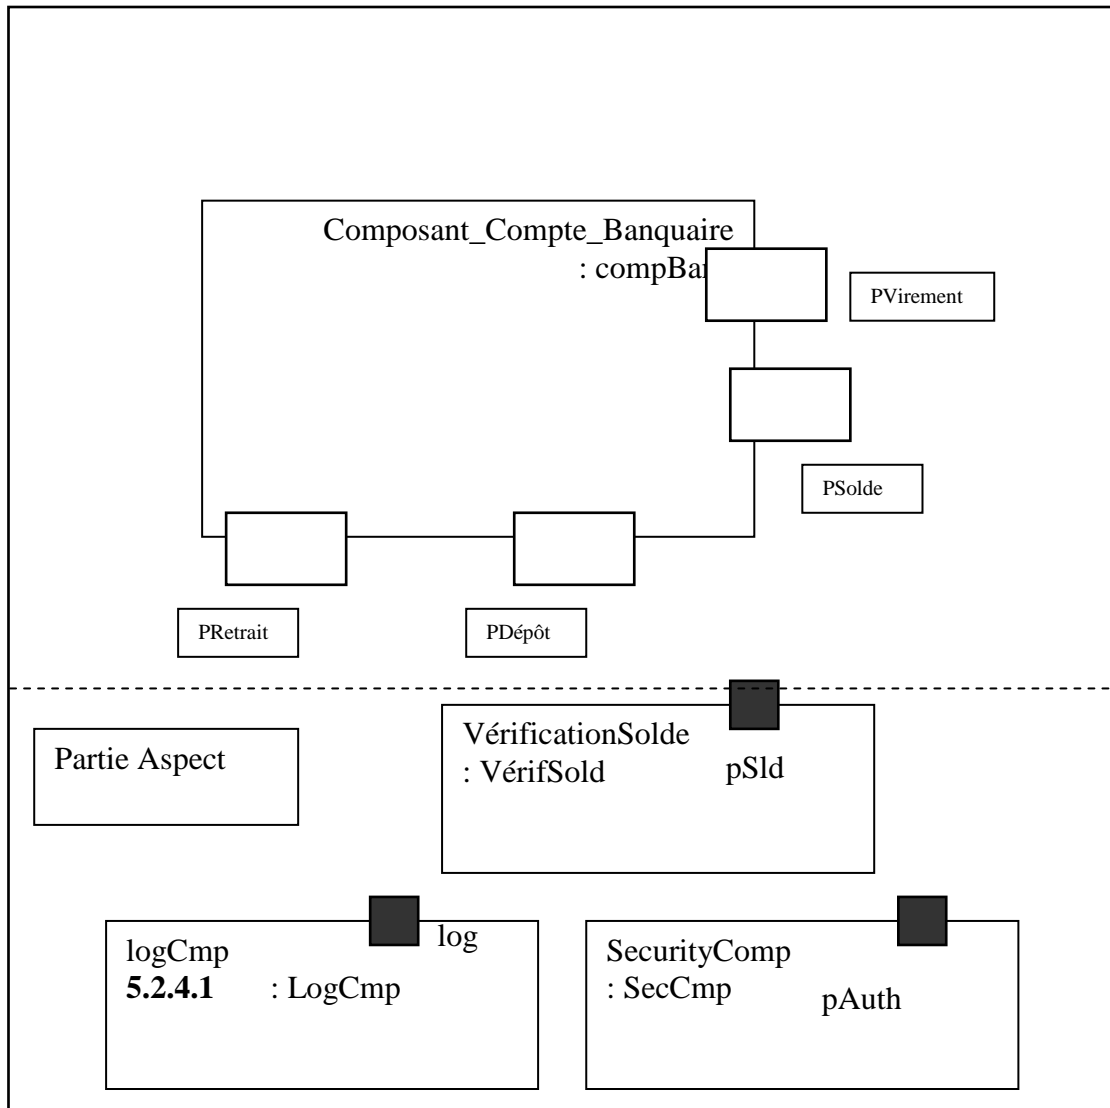 Composant_Compte_Banquaire
: compBan
PVirement
PSolde
PRetrait
PDépôt
Partie Aspect
VérificationSolde
: VérifSold
pSld
logCmp
5.2.4.1 : LogCmp
log
SecurityComp
: SecCmp
pAuth